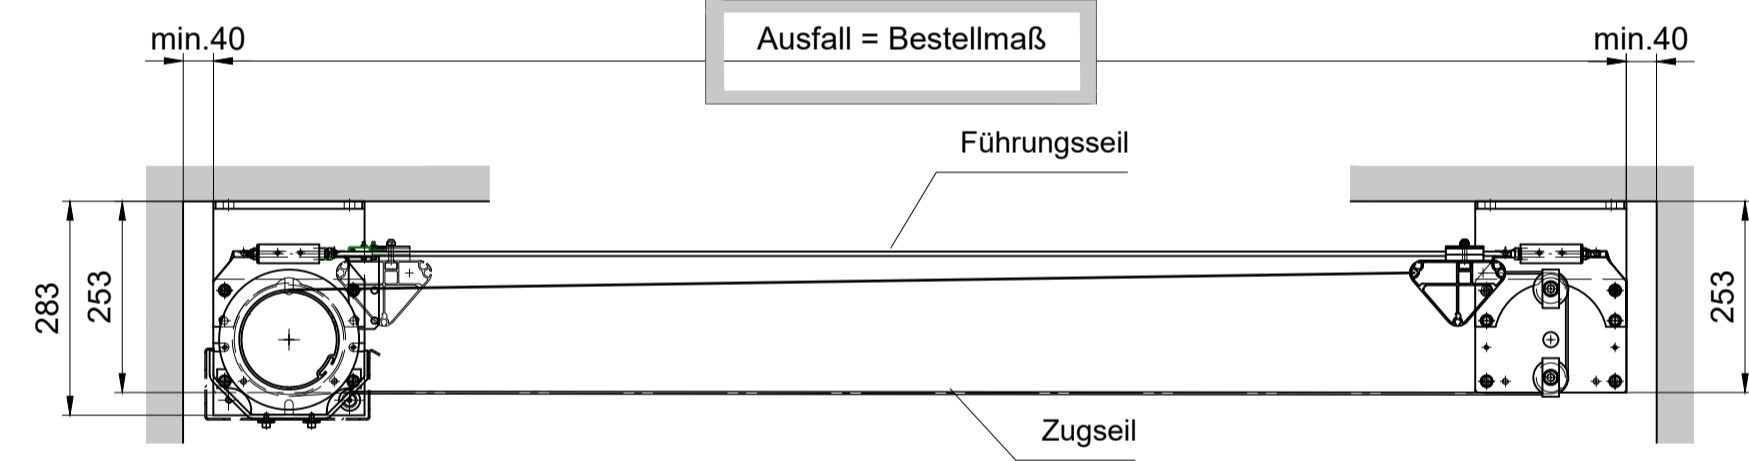 min.40
Ausfall = Bestellmaß
min.40
Führungsseil
283
253
253
Zugseil